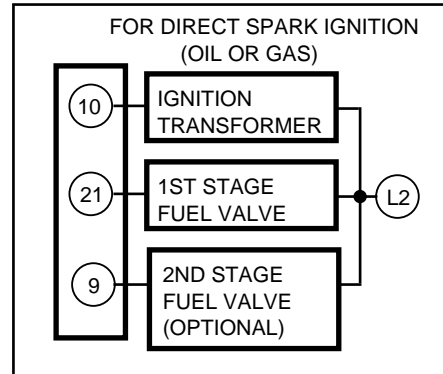 FOR DIRECT SPARK IGNITION
(OIL OR GAS)
10
IGNITION
TRANSFORMER
21
1ST STAGE
FUEL VALVE
L2
9
2ND STAGE
FUEL VALVE
(OPTIONAL)